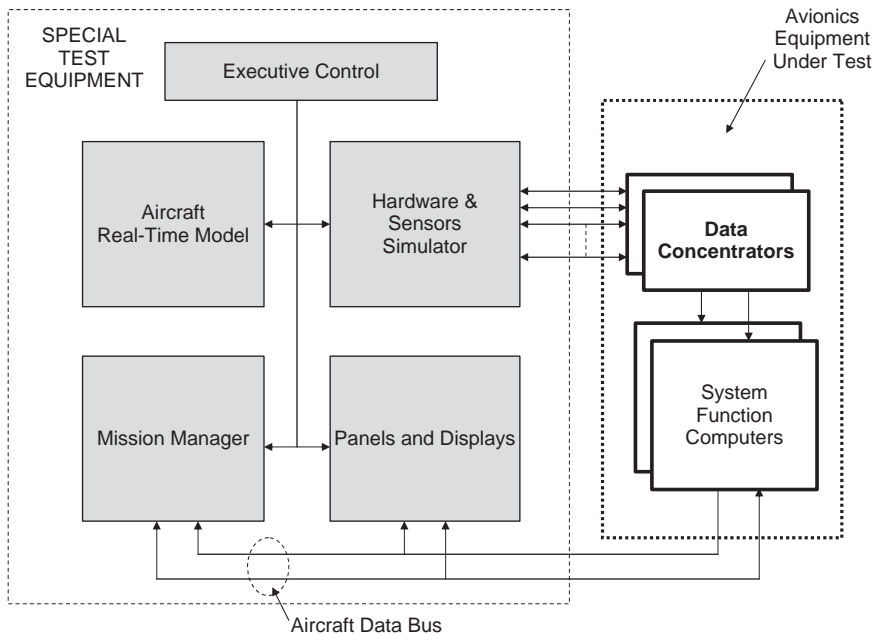 SPECIAL
TEST
EQUIPMENT
Executive Control
Avionics
Equipment
Under Test
Aircraft
Real-Time Model
Hardware &
Sensors
Simulator
Data
Concentrators
Mission Manager
Panels and Displays
System
Function
Computers
Aircraft Data Bus